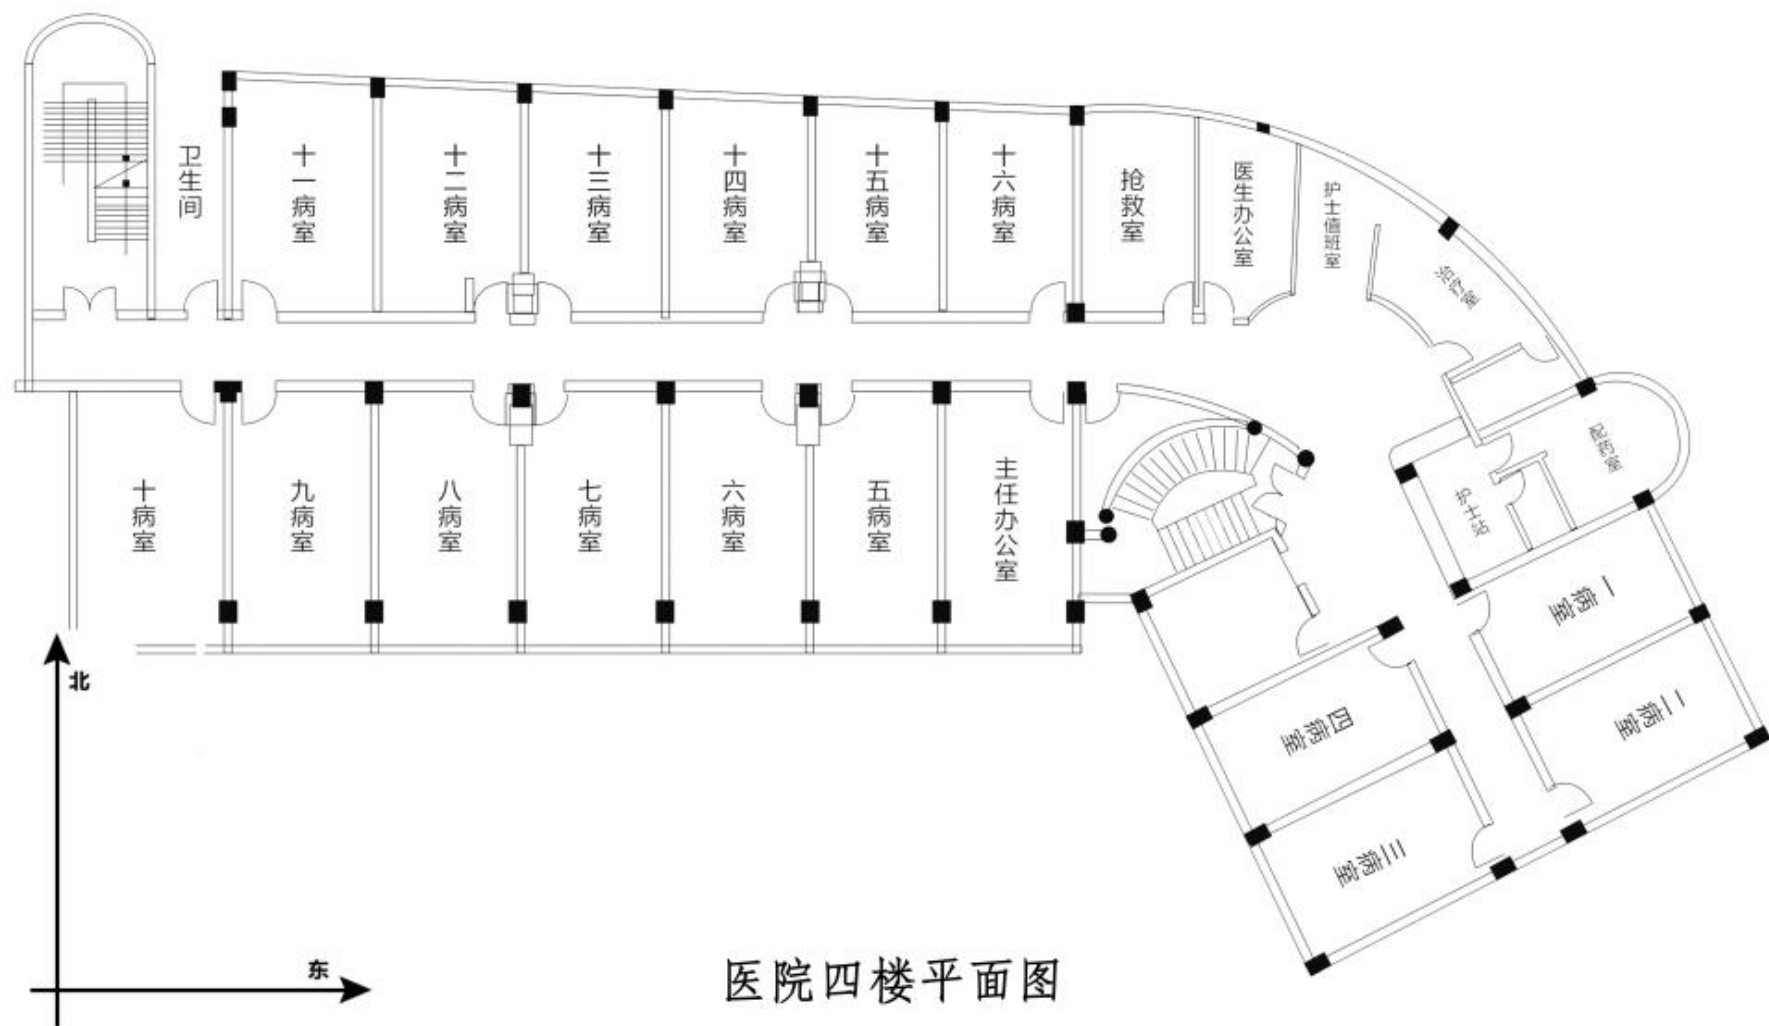 卫生间
十一病室
十二病室
十三病室
十四病室
十五病室
十六病室
抢救室
医生办公室
护士值班室
治疗室
配药室
护士站
十病室
九病室
八病室
七病室
六病室
五病室
主任办公室
一病室
二病室
四病室
三病室
北
东
医院四楼平面图